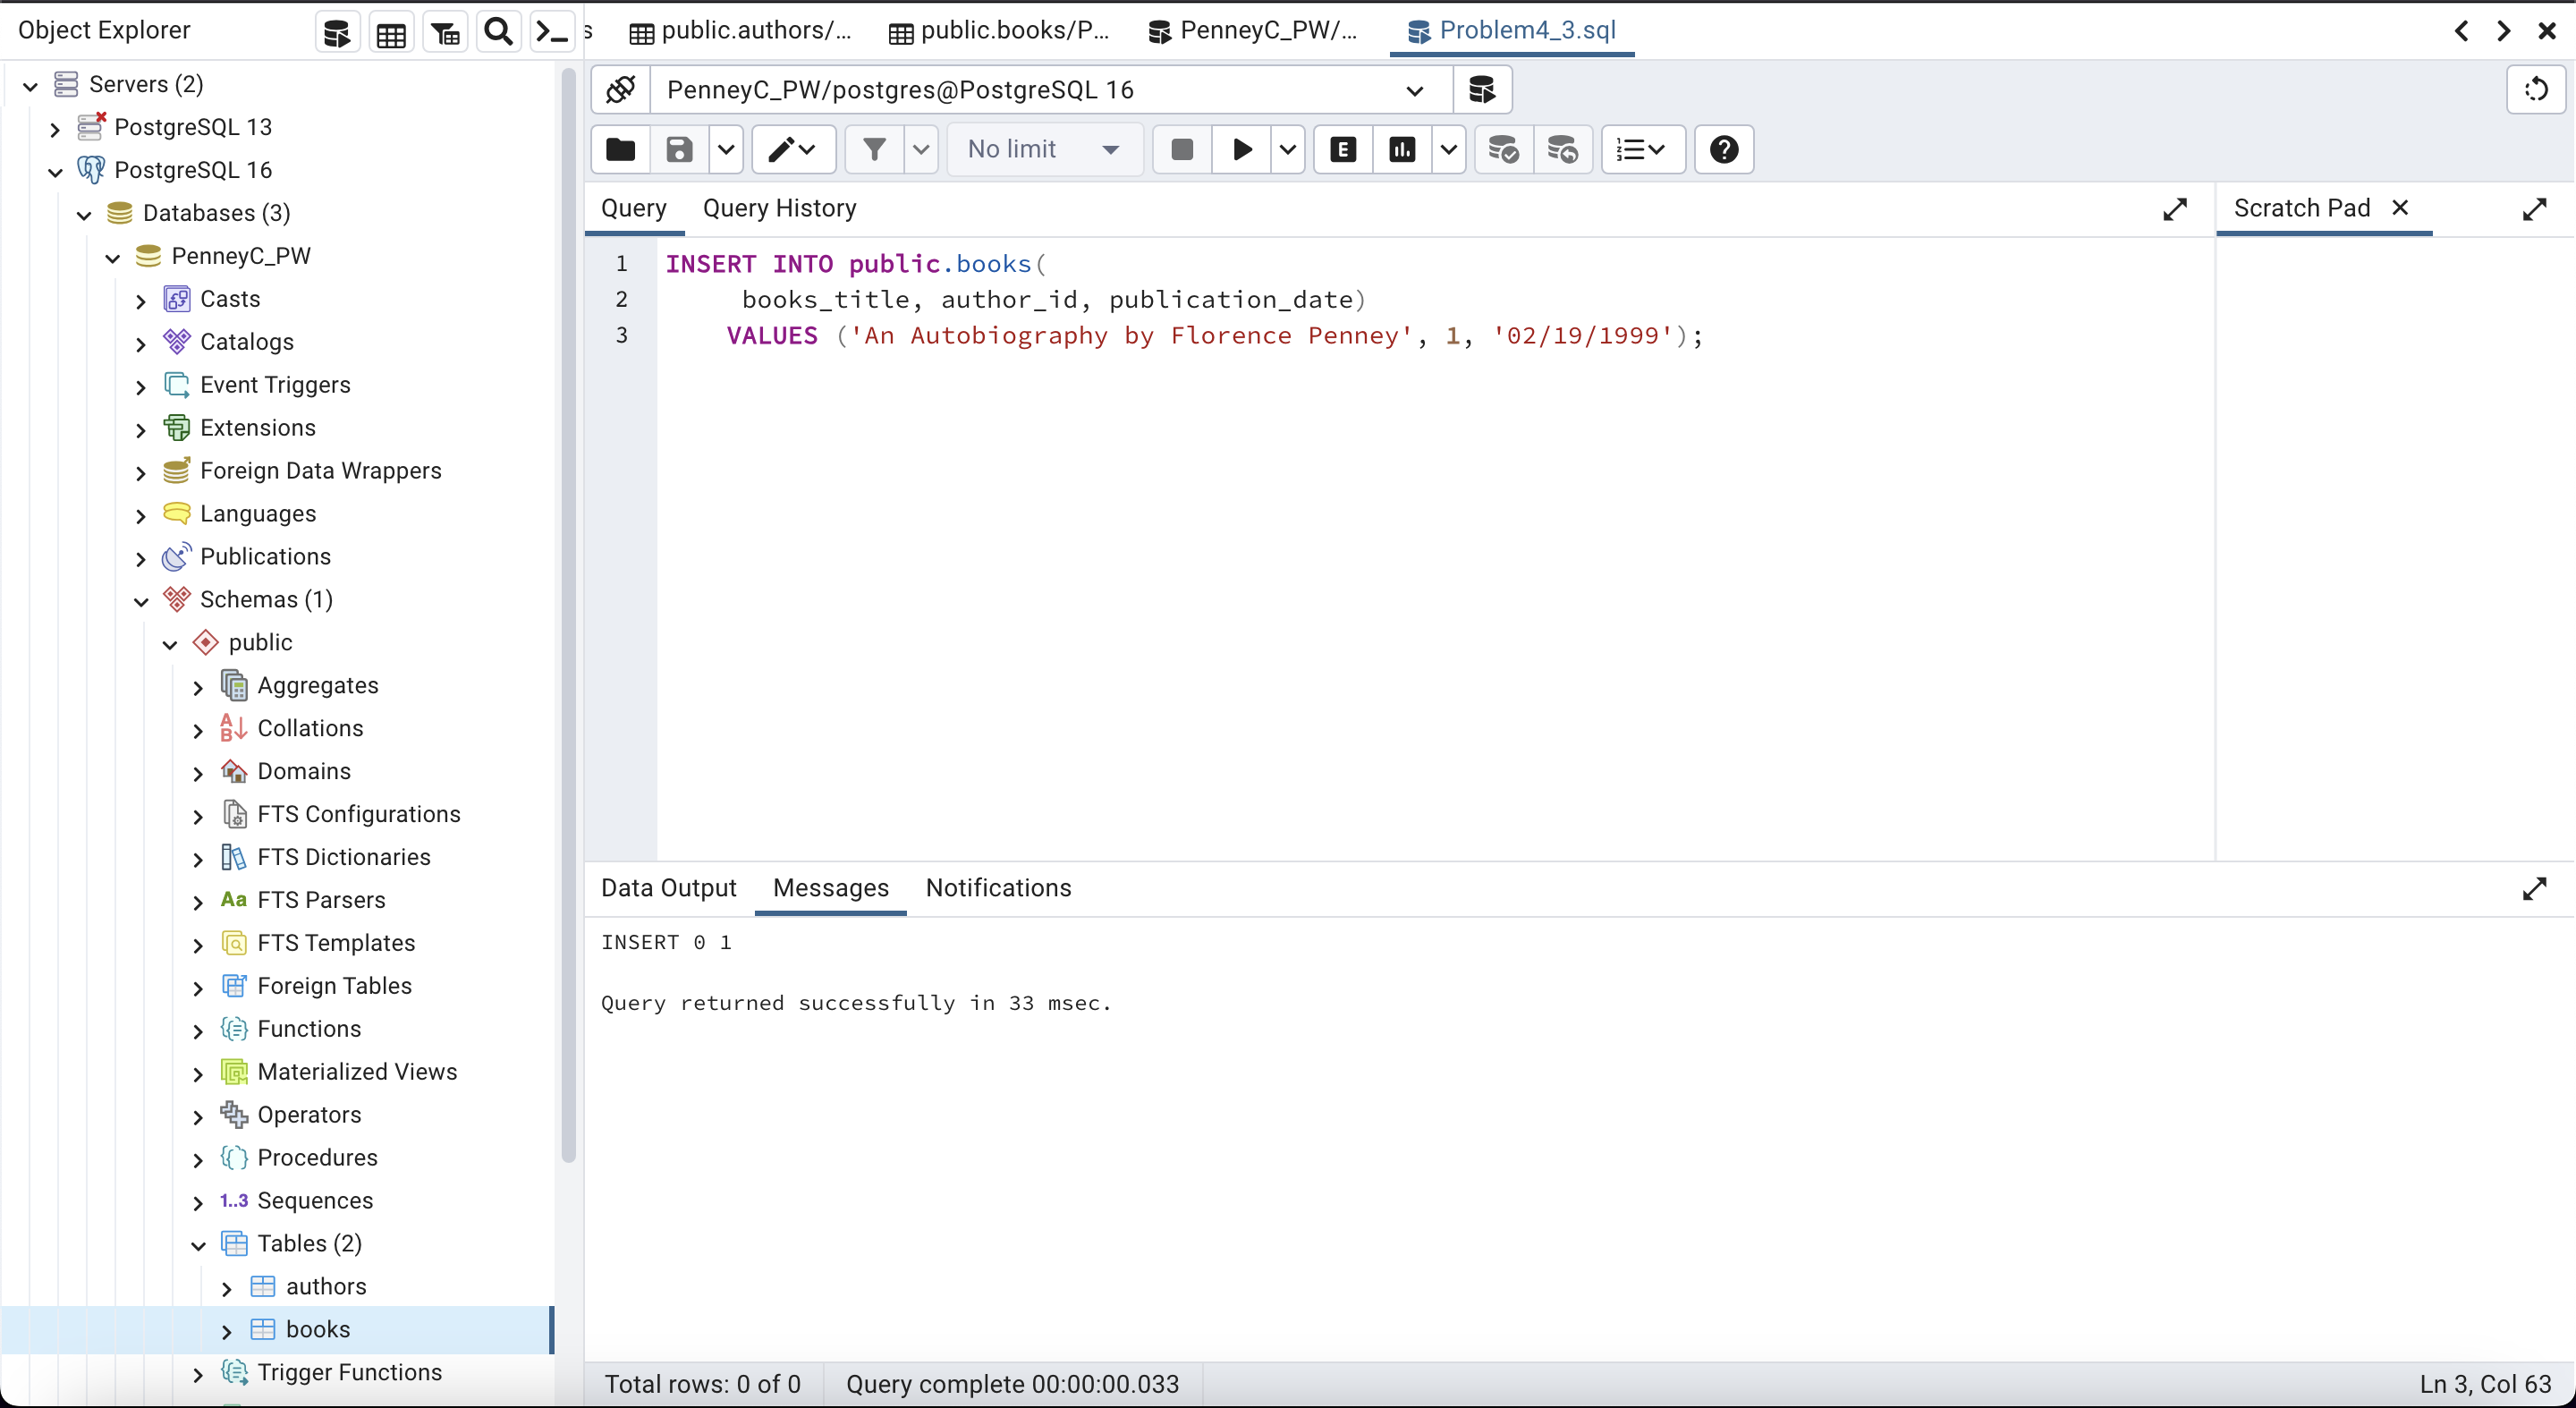 Object Explorer
s
public.authors/...
public.books/P...
PenneyC_PW/...
Problem4_3.sql
Servers (2)
PostgreSQL 13
PostgreSQL 16
Databases (3)
PenneyC_PW
Casts
Catalogs
Event Triggers
Extensions
Foreign Data Wrappers
Languages
Publications
Schemas (1)
public
Aggregates
Collations
Domains
FTS Configurations
FTS Dictionaries
Aa FTS Parsers
FTS Templates
Foreign Tables
Functions
Materialized Views
Operators
Procedures
1..3 Sequences
Tables (2)
authors
books
Trigger Functions
PenneyC_PW/postgres@PostgreSQL 16
No limit
E
Query Query History
Scratch Pad
1 INSERT INTO public.books(
2 books_title, author_id, publication_date)
3 VALUES ('An Autobiography by Florence Penney', 1, '02/19/1999');
Data Output Messages Notifications
INSERT 0 1
Query returned successfully in 33 msec.
Total rows: 0 of 0 Query complete 00:00:00.033 Ln 3, Col 63